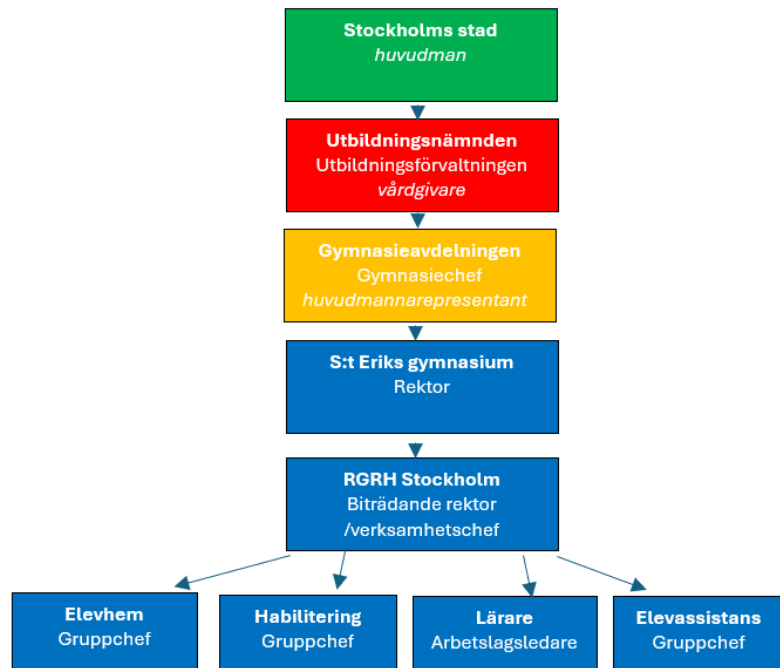 Stockholms stad
huvudman
Utbildningsnämnden
Utbildningsförvaltningen
vårdgivare
Gymnasieavdelningen
Gymnasiechef
huvudmannarepresentant
S:t Eriks gymnasium
Rektor
RGRH Stockholm
Biträdande rektor
/verksamhetschef
Elevhem
Gruppchef
Habilitering
Gruppchef
Lärare
Arbetslagsledare
Elevassistans
Gruppchef